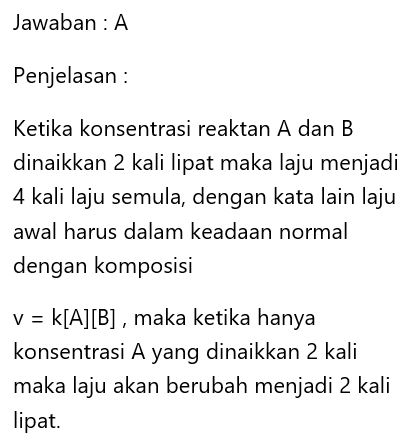 Jawaban : A
Penjelasan :
Ketika konsentrasi reaktan A dan B
dinaikkan 2 kali lipat maka laju menjadi
4 kali laju semula, dengan kata lain laju
awal harus dalam keadaan normal
dengan komposisi
v = k[A][B] , maka ketika hanya
konsentrasi A yang dinaikkan 2 kali
maka laju akan berubah menjadi 2 kali
lipat.